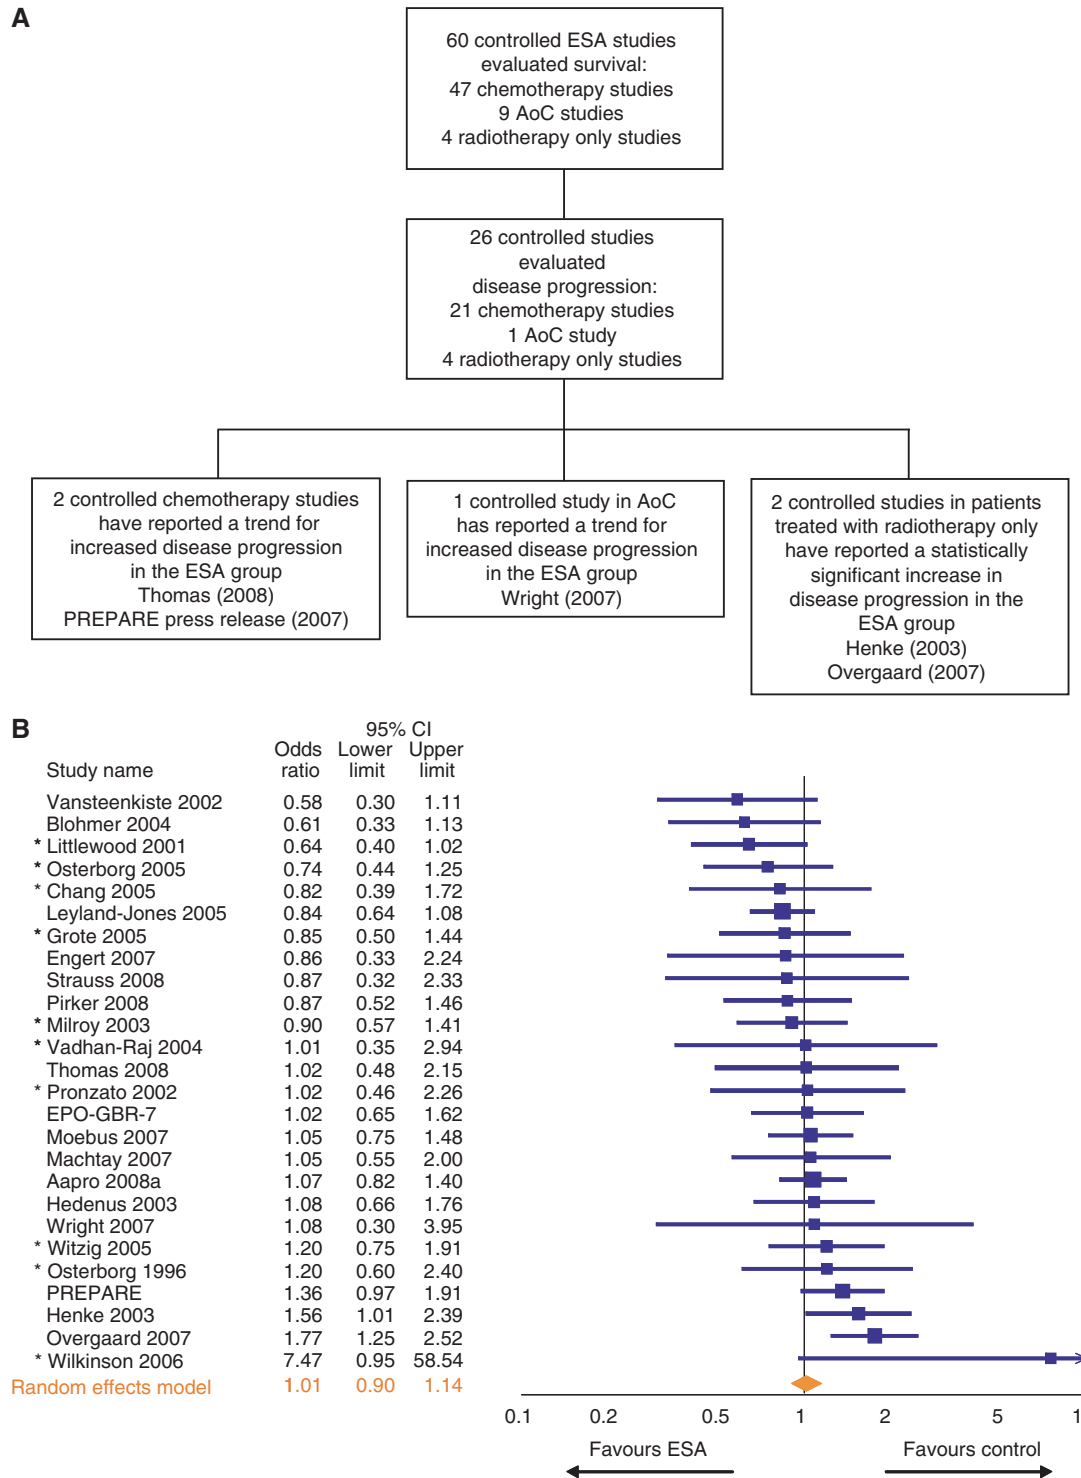 A
60 controlled ESA studies
evaluated survival:
47 chemotherapy studies
9 AoC studies
4 radiotherapy only studies
26 controlled studies
evaluated
disease progression:
21 chemotherapy studies
1 AoC study
4 radiotherapy only studies
2 controlled chemotherapy studies
have reported a trend for
increased disease progression
in the ESA group
Thomas (2008)
PREPARE press release (2007)
1 controlled study in AoC
has reported a trend for
increased disease progression
in the ESA group
Wright (2007)
2 controlled studies in patients
treated with radiotherapy only
have reported a statistically
significant increase in
disease progression in the
ESA group
Henke (2003)
Overgaard (2007)
B
95% CI
Odds Lower Upper
Study name ratio limit limit
Vansteenkiste 2002 0.58 0.30 1.11
Blohmer 2004 0.61 0.33 1.13
* Littlewood 2001 0.64 0.40 1.02
* Osterborg 2005 0.74 0.44 1.25
* Chang 2005 0.82 0.39 1.72
Leyland-Jones 2005 0.84 0.64 1.08
* Grote 2005 0.85 0.50 1.44
Engert 2007 0.86 0.33 2.24
Strauss 2008 0.87 0.32 2.33
Pirker 2008 0.87 0.52 1.46
* Milroy 2003 0.90 0.57 1.41
* Vadhan-Raj 2004 1.01 0.35 2.94
Thomas 2008 1.02 0.48 2.15
* Pronzato 2002 1.02 0.46 2.26
EPO-GBR-7 1.02 0.65 1.62
Moebus 2007 1.05 0.75 1.48
Machtay 2007 1.05 0.55 2.00
Aapro 2008a 1.07 0.82 1.40
Hedenus 2003 1.08 0.66 1.76
Wright 2007 1.08 0.30 3.95
* Witzig 2005 1.20 0.75 1.91
* Osterborg 1996 1.20 0.60 2.40
PREPARE 1.36 0.97 1.91
Henke 2003 1.56 1.01 2.39
Overgaard 2007 1.77 1.25 2.52
* Wilkinson 2006 7.47 0.95 58.54
Random effects model 1.01 0.90 1.14
0.1 0.2 0.5 1 2 5 1
Favours ESA Favours control